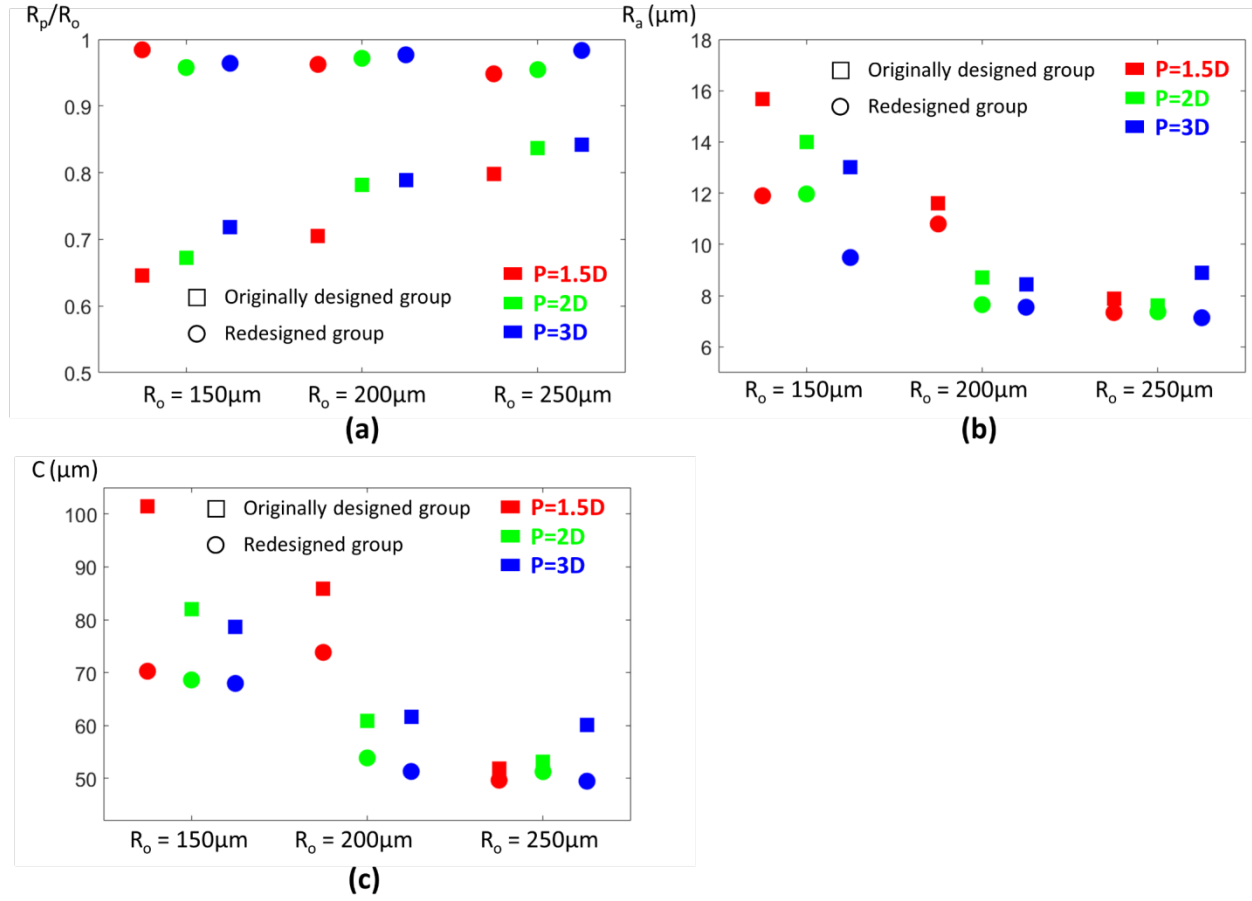 Rp/Ro
1
0.9
0.8
0.7
0.6
0.5
Originally designed group
Redesigned group
P=1.5D
P=2D
P=3D
Ro = 150μm Ro = 200μm Ro = 250μm
(a)
Ra (μm)
18
16
14
12
10
8
6
Originally designed group
Redesigned group
P=1.5D
P=2D
P=3D
Ro = 150μm Ro = 200μm Ro = 250μm
(b)
C (μm)
100
90
80
70
60
50
Originally designed group
Redesigned group
P=1.5D
P=2D
P=3D
Ro = 150μm Ro = 200μm Ro = 250μm
(c)